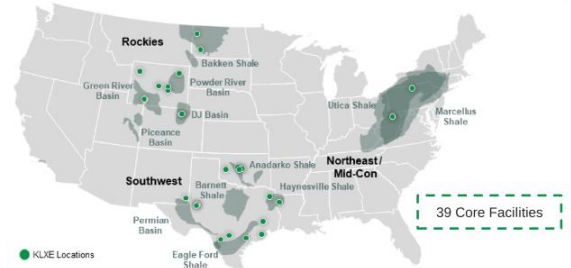 Rockies
Bakken Shale
Green River
Basin
Powder River
Basin
DJ Basin
Piceance
Basin
Utica Shale
Marcellus
Shale
Northeast /
Mid-Con
Southwest
Anadarko Shale
Barnett
Shale
Haynesville Shale
Permian
Basin
Eagle Ford
Shale
39 Core Facilities
KLXE Locations